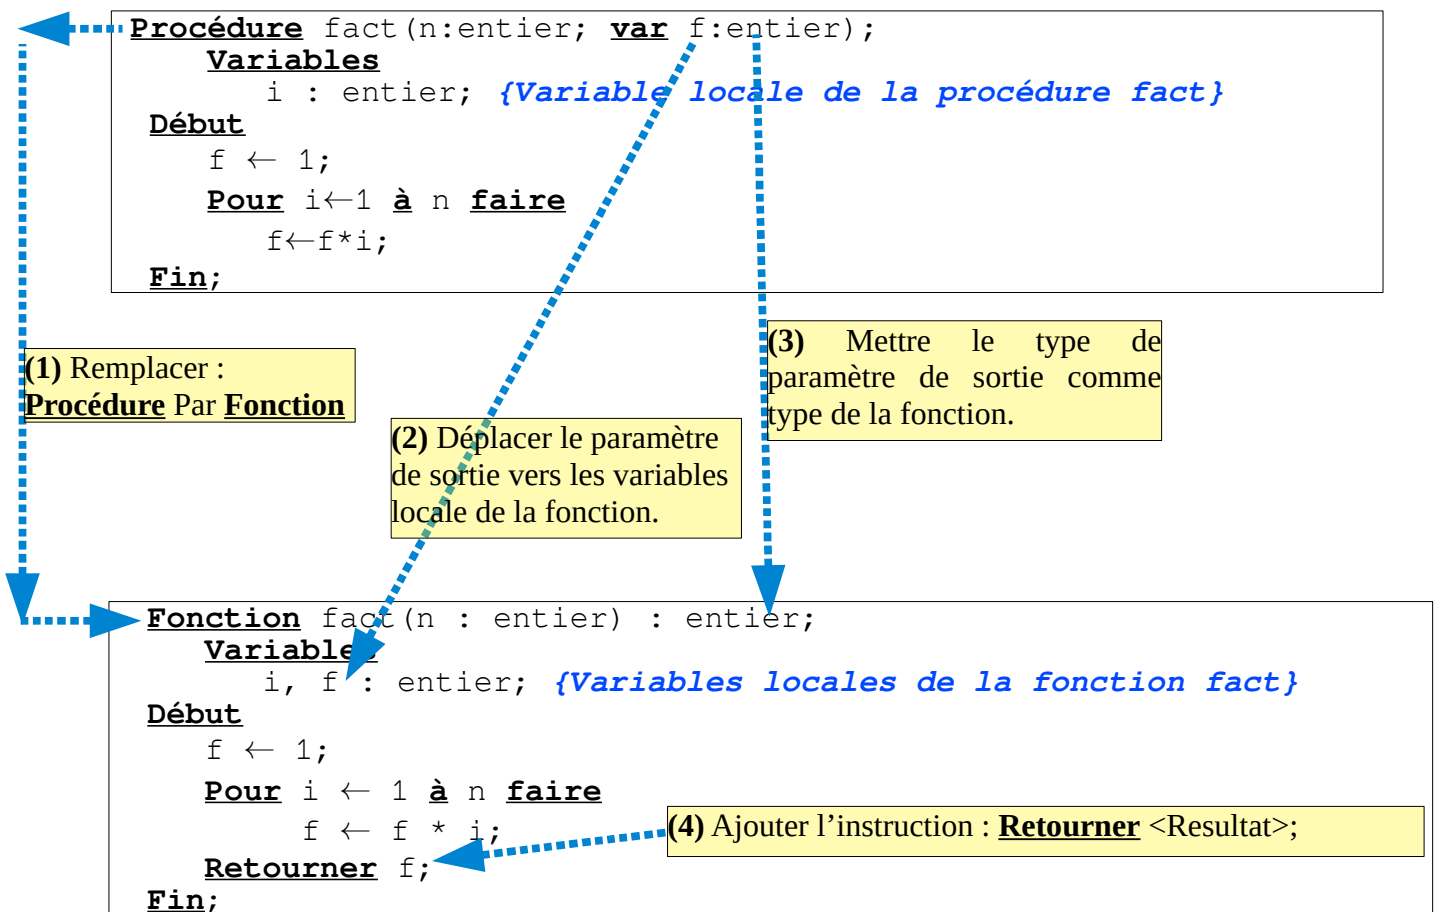 Procédure fact(n:entier; var f:entier);
Variables
i : entier; {Variable locale de la procédure fact}
Début
f ← 1;
Pour i←1 à n faire
f←f*i;
Fin;
(1) Remplacer :
Procédure Par Fonction
(2) Déplacer le paramètre
de sortie vers les variables
locale de la fonction.
(3) Mettre le type de
paramètre de sortie comme
type de la fonction.
Fonction fact(n : entier) : entier;
Variables
i, f : entier; {Variables locales de la fonction fact}
Début
f ← 1;
Pour i ← 1 à n faire
f ← f * i;
(4) Ajouter l’instruction : Retourner <Resultat>;
Retourner f;
Fin;